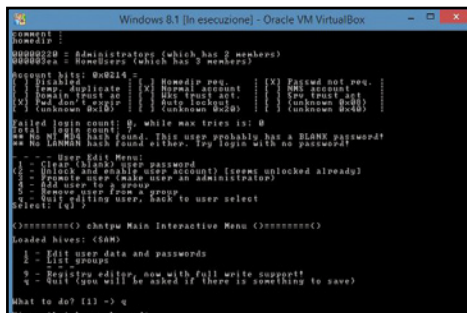 Windows 8.1 [In esecuzione] - Oracle VM VirtualBox
comment :
homedir :
00000220 = Administrators (which has 2 members)
000003ea = HomeUsers (which has 3 members)
Account bits: 0x0214 =
[ ] Disabled | [ ] Homedir req. | [X] Passwd not req. |
[ ] Temp. duplicate | [X] Normal account | [ ] NMS account |
[ ] Domain trust ac | [ ] Wks trust act. | [ ] Srv trust act |
[X] Pwd don't expir | [ ] Auto lockout | [ ] (unknown 0x08) |
[ ] (unknown 0x10) | [ ] (unknown 0x20) | [ ] (unknown 0x40) |
Failed login count: 0, while max tries is: 0
Total login count: 7
** No NT MD4 hash found. This user probably has a BLANK password!
** No LANMAN hash found either. Try login with no password!
- - - - User Edit Menu:
1 - Clear (blank) user password
(2 - Unlock and enable user account) [seems unlocked already]
3 - Promote user (make user an administrator)
4 - Add user to a group
5 - Remove user from a group
q - Quit editing user, back to user select
Select: [q] >
<>========<> chntpw Main Interactive Menu <>========<>
Loaded hives: <SAM>
1 - Edit user data and passwords
2 - List groups
- - -
9 - Registry editor, now with full write support!
q - Quit (you will be asked if there is something to save)
What to do? [1] -> q